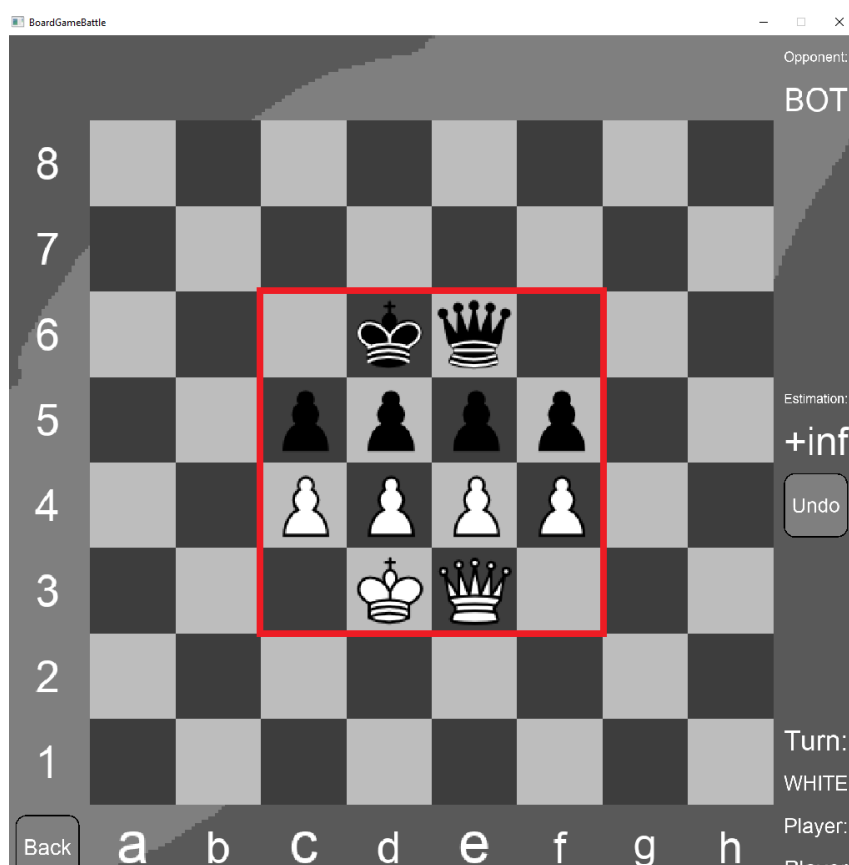 BoardGameBattle
Opponent:
BOT
8
7
6
5
4
3
2
1
Estimation:
+inf
Undo
Turn:
WHITE
Player:
Back
a b c d e f g h